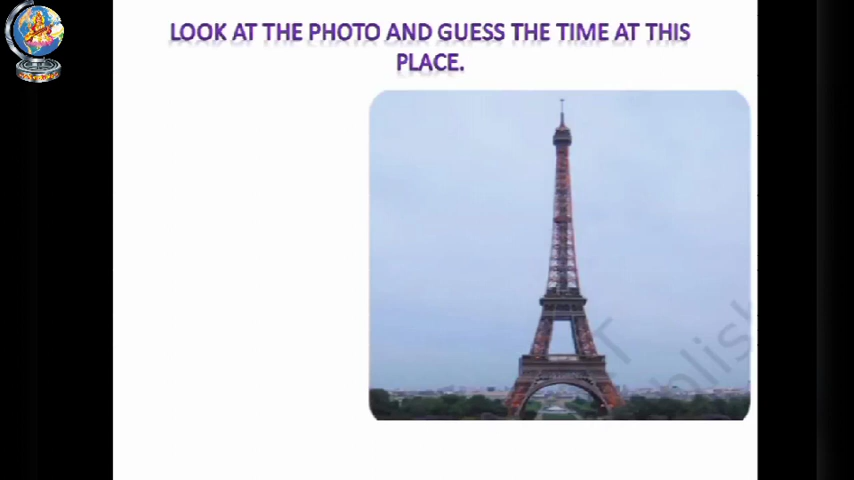 LOOK AT THE PHOTO AND GUESS THE TIME AT THIS
PLACE.